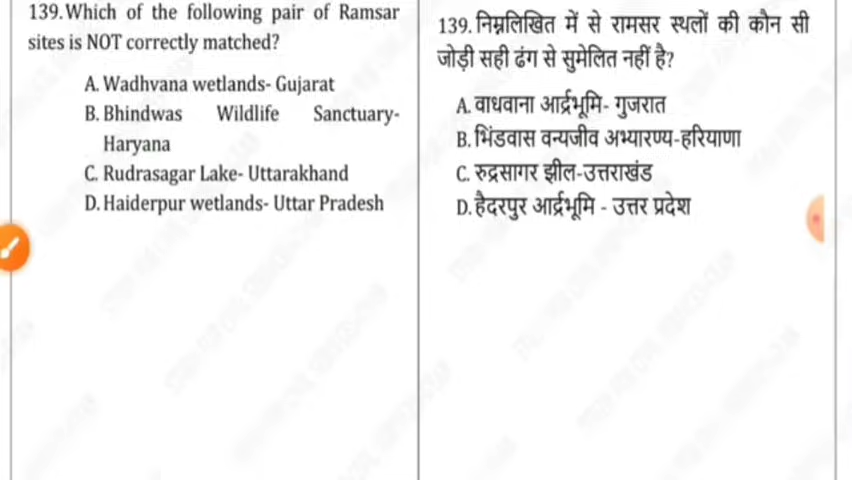 139.Which of the following pair of Ramsar
sites is NOT correctly matched?
A. Wadhvana wetlands- Gujarat
B. Bhindwas Wildlife Sanctuary-
Haryana
C. Rudrasagar Lake- Uttarakhand
D. Haiderpur wetlands- Uttar Pradesh
139. निम्नलिखित में से रामसर स्थलों की कौन सी
जोड़ी सही ढंग से सुमेलित नहीं है?
A. वाधवाना आर्द्रभूमि- गुजरात
B. भिंडवास वन्यजीव अभ्यारण्य-हरियाणा
C. रुद्रसागर झील-उत्तराखंड
D. हैदरपुर आर्द्रभूमि - उत्तर प्रदेश